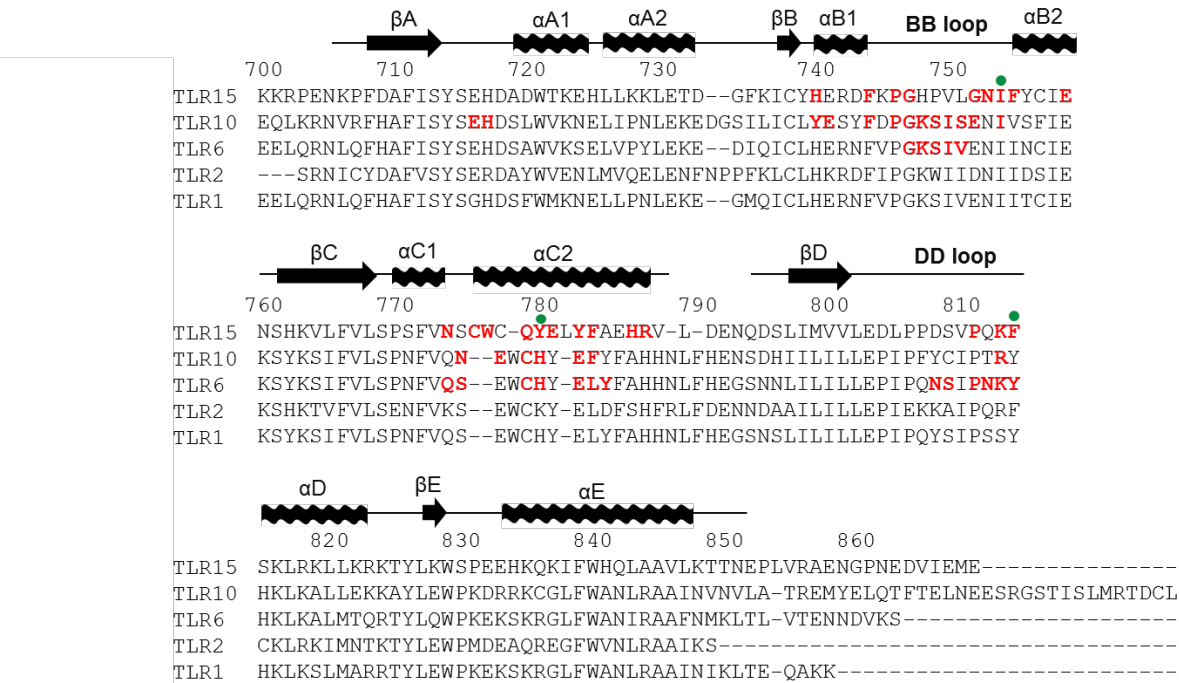 βA αA1 αA2 βB αB1 BB loop αB2
700 710 720 730 740 750
TLR15 KKRPENKPFDAFISYSEHDADWTKEHLLKKLETD--GFKICYHERDFKPGHPVLGNIFYCIE
TLR10 EQLKRNVRFHAFISYSEHDSLWVKNELIPNLEKEDGSILICLYESYFDPGKSISENIVSFIE
TLR6 EELQRNLQFHAFISYSEHDSAWVKSELVPYLEKE--DIQICLHERNFVPGKSIVENIINCIE
TLR2 ---SRNICYDAFVSYSERDAYWVENLMVQELENFNPPFKLCLHKRDFIPGKWIIDNIIDSIE
TLR1 EELQRNLQFHAFISYSGHDSFWMKNELLPNLEKE--GMQICLHERNFVPGKSIVENIITCIE
βC αC1 αC2 βD DD loop
760 770 780 790 800 810
TLR15 NSHKVLFVLSPSFVNSCWC-QYELYFAEHRV-L-DENQDSLIMVVLEDLPPDSVPQKF
TLR10 KSYKSIFVLSPNFVQN--EWCHY-EFYFAHHNLFHENSDHIILILLEPIPFYCIPTRY
TLR6 KSYKSIFVLSPNFVQS--EWCHY-ELYFAHHNLFHEGSNNLILILLEPIPQNSIPNKY
TLR2 KSHKTVFVLSENFVKS--EWCKY-ELDFSHFRLFDENNDAAILILLEPIEKKAIPQRF
TLR1 KSYKSIFVLSPNFVQS--EWCHY-ELYFAHHNLFHEGSNSLILILLEPIPQYSIPSSY
αD βE αE
820 830 840 850 860
TLR15 SKLRKLLKRKTYLKWSPEEHKQKIFWHQLAAVLKTTNEPLVRAENGPNEDVIEME---------------
TLR10 HKLKALLEKKAYLEWPKDRRKCGLFWANLRAAINVNVLA-TREMYELQTFTELNEESRGSTISLMRTDCL
TLR6 HKLKALMTQRTYLQWPKEKSKRGLFWANIRAAFNMKLTL-VTENNDVKS---------------------
TLR2 CKLRKIMNTKTYLEWPMDEAQREGFWVNLRAAIKS-----------------------------------
TLR1 HKLKSLMARRTYLEWPKEKSKRGLFWANLRAAINIKLTE-QAKK--------------------------